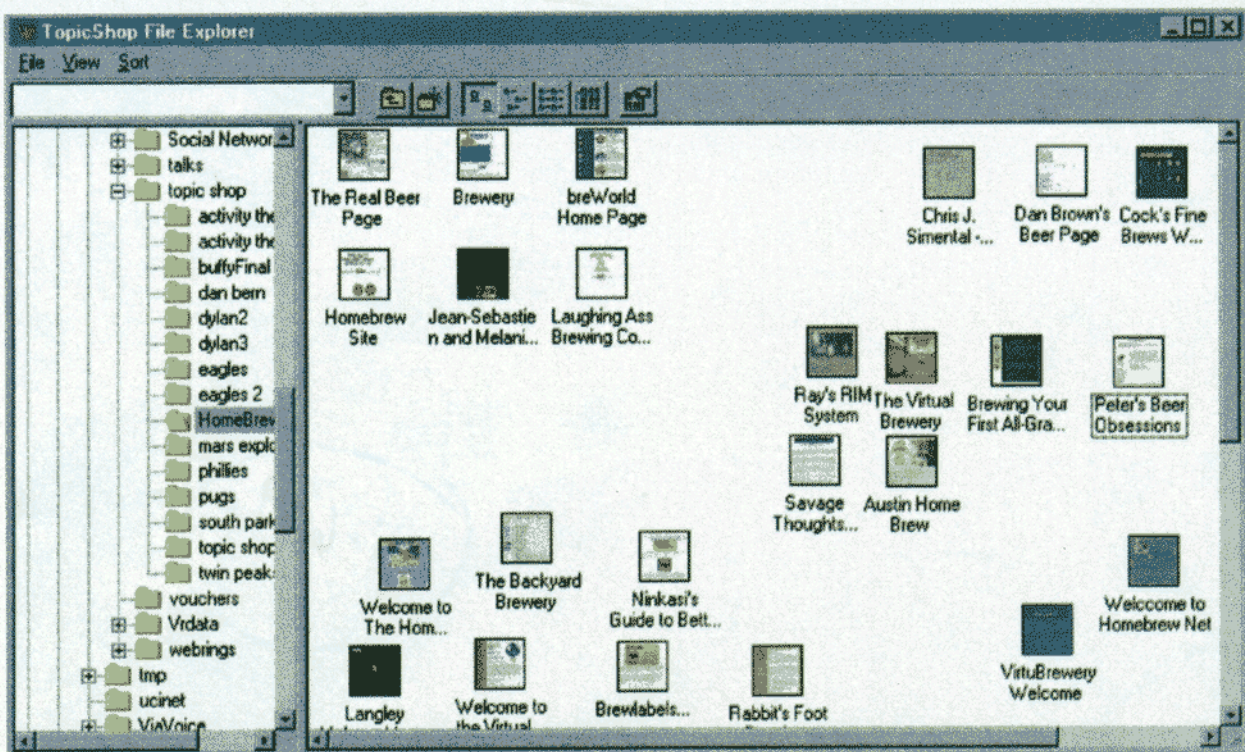 TopicShop File Explorer
File View Sort
Social Networ
talks
topic shop
activity the
activity the
buffyFinal
dan bern
dylan2
dylan3
eagles
eagles 2
HomeBrew
mars explo
phillies
pugs
south park
topic shop
twin peak
vouchers
Vrdata
webrings
tmp
ucinet
ViaVoice
The Real Beer
Page
Brewery
breWorld
Home Page
Chris J.
Simental -...
Dan Brown's
Beer Page
Cock's Fine
Brews W...
Homebrew
Site
Jean-Sebastie
n and Melani...
Laughing Ass
Brewing Co...
Ray's RIM
System
The Virtual
Brewery
Brewing Your
First All-Gra...
Peter's Beer
Obsessions
Savage
Thoughts...
Austin Home
Brew
Welcome to
The Hom...
The Backyard
Brewery
Ninkasi's
Guide to Bett...
Welccome to
Homebrew Net
VirtuBrewery
Welcome
Langley
Welcome to
the Virtual
Brewlabels...
Rabbit's Foot